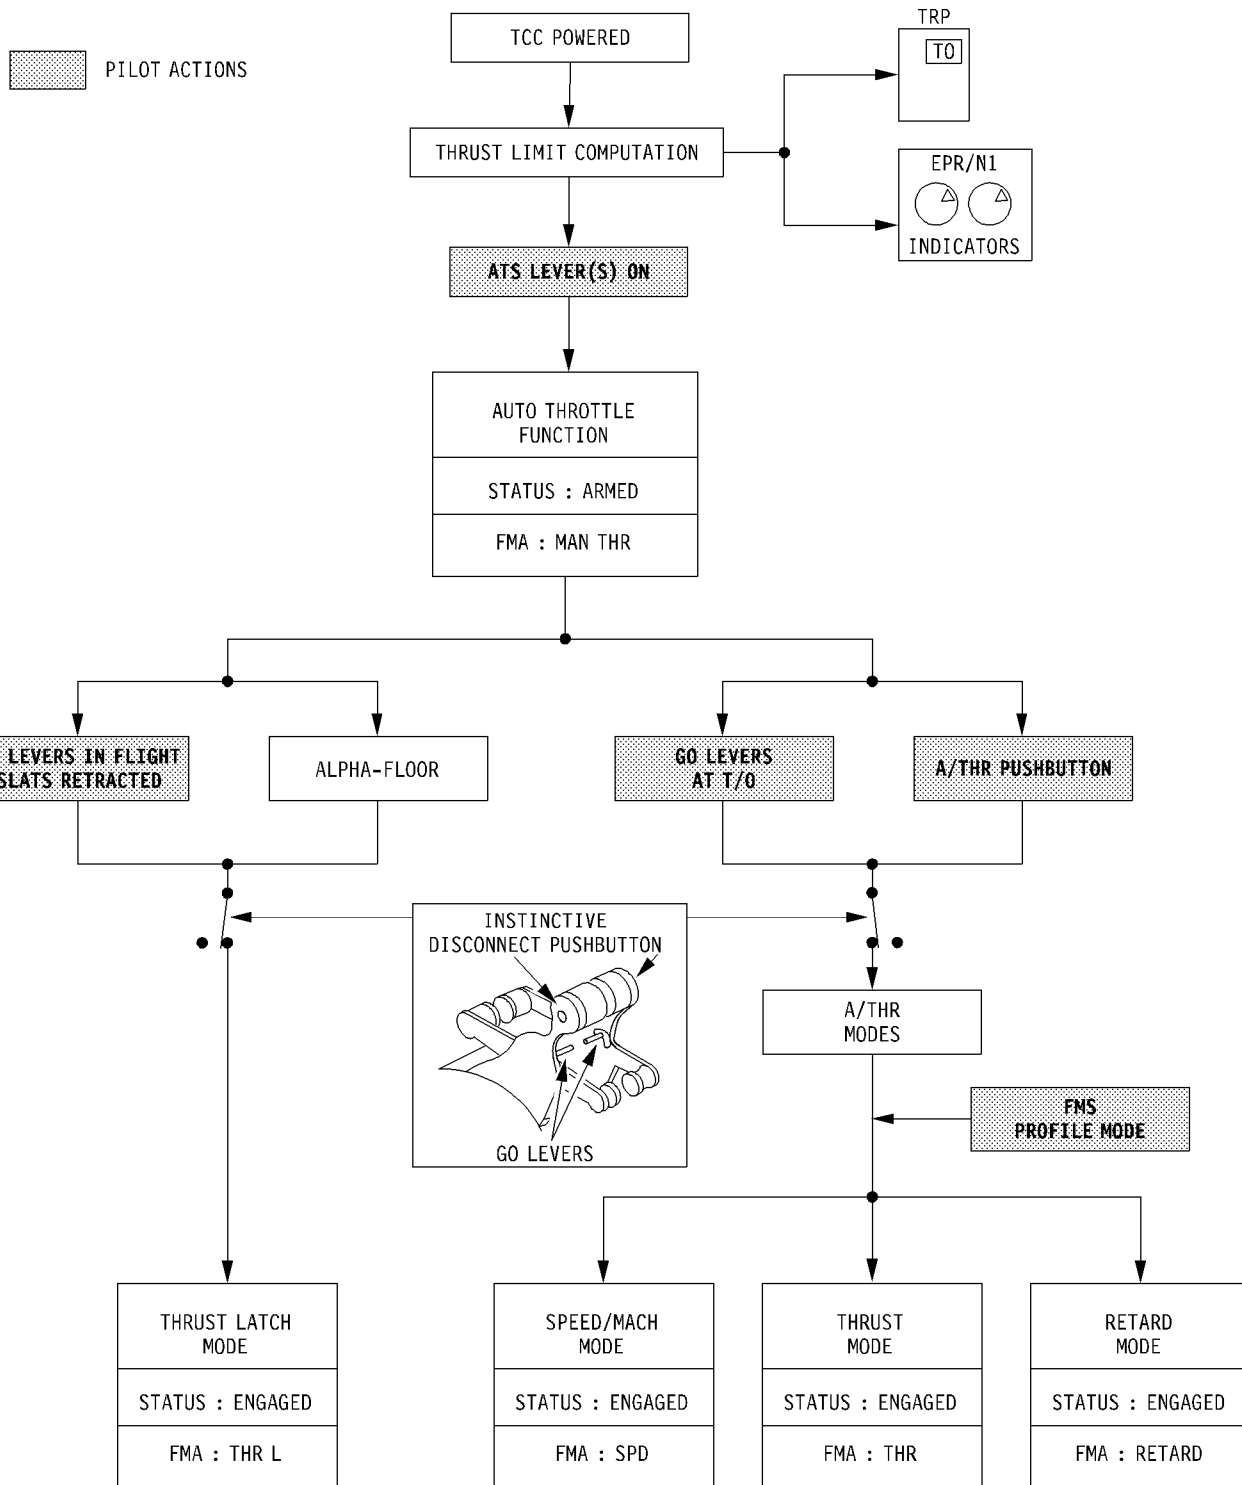 TRP
TCC POWERED
TO
PILOT ACTIONS
THRUST LIMIT COMPUTATION
EPR/N1
INDICATORS
ATS LEVER(S) ON
AUTO THROTTLE
FUNCTION
STATUS : ARMED
FMA : MAN THR
LEVERS IN FLIGHT
SLATS RETRACTED
ALPHA-FLOOR
GO LEVERS
AT T/O
A/THR PUSHBUTTON
INSTINCTIVE
DISCONNECT PUSHBUTTON
GO LEVERS
A/THR
MODES
FMS
PROFILE MODE
THRUST LATCH
MODE
STATUS : ENGAGED
FMA : THR L
SPEED/MACH
MODE
STATUS : ENGAGED
FMA : SPD
THRUST
MODE
STATUS : ENGAGED
FMA : THR
RETARD
MODE
STATUS : ENGAGED
FMA : RETARD